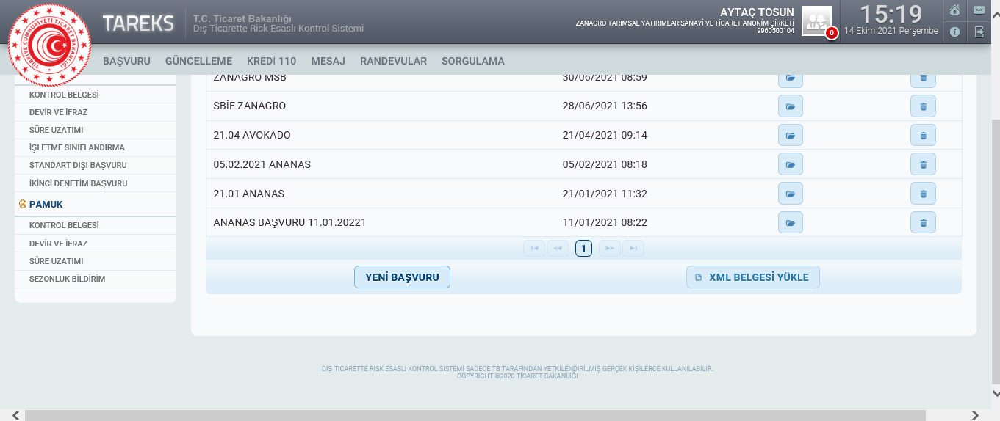 TAREKS
T.C. Ticaret Bakanlığı
Dış Ticarette Risk Esaslı Kontrol Sistemi
AYTAÇ TOSUN
ZANAGRO TARIMSAL YATIRIMLAR SANAYİ VE TİCARET ANONİM ŞİRKETİ
9960500104
0
15:19
14 Ekim 2021 Perşembe
TÜRKİYE CUMHURİYETİ TİCARET BAKANLIĞI
BAŞVURU GÜNCELLEME KREDİ 110 MESAJ RANDEVULAR SORGULAMA
KONTROL BELGESİ
DEVİR VE İFRAZ
SÜRE UZATIMI
İŞLETME SINIFLANDIRMA
STANDART DIŞI BAŞVURU
İKİNCİ DENETİM BAŞVURU
PAMUK
KONTROL BELGESİ
DEVİR VE İFRAZ
SÜRE UZATIMI
SEZONLUK BİLDİRİM
ZANAGRO MSB 30/06/2021 08:59
SBİF ZANAGRO 28/06/2021 13:56
21.04 AVOKADO 21/04/2021 09:14
05.02.2021 ANANAS 05/02/2021 08:18
21.01 ANANAS 21/01/2021 11:32
ANANAS BAŞVURU 11.01.20221 11/01/2021 08:22
1
YENİ BAŞVURU
XML BELGESİ YÜKLE
DIŞ TİCARETTE RİSK ESASLI KONTROL SİSTEMİ SADECE TB TARAFINDAN YETKİLENDİRİLMİŞ GERÇEK KİŞİLERCE KULLANILABİLİR.
COPYRIGHT ©2020 TİCARET BAKANLIĞI